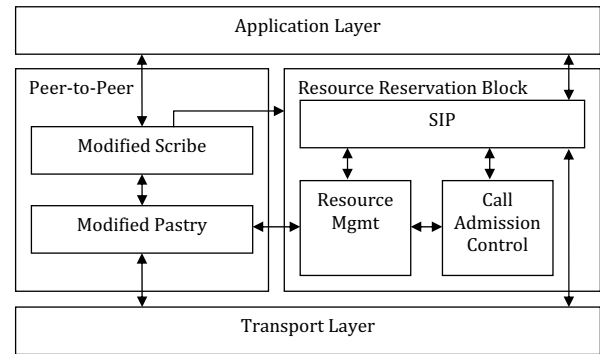 Application Layer
Peer-to-Peer
Modified Scribe
Modified Pastry
Resource Reservation Block
SIP
Resource
Mgmt
Call
Admission
Control
Transport Layer